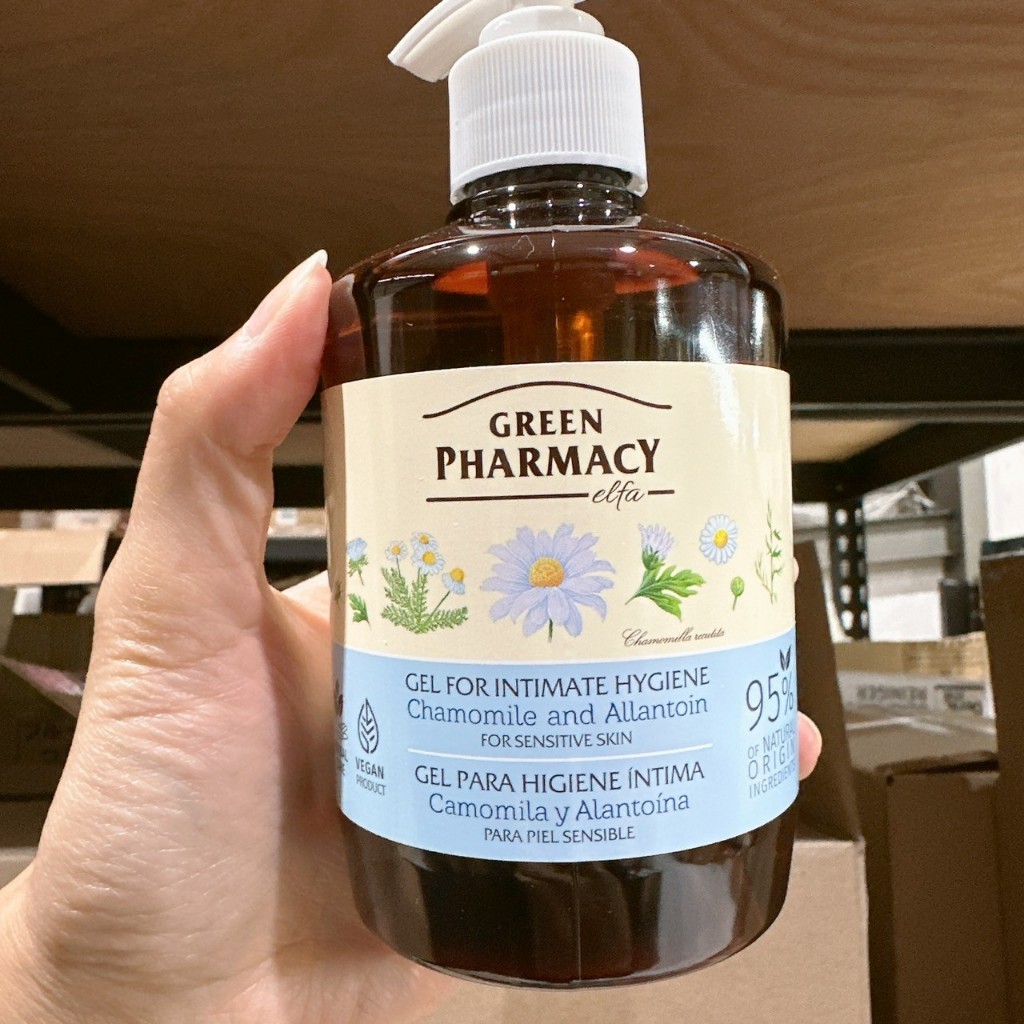 GREEN
PHARMACY
elfa
Chamomilla recutita
GEL FOR INTIMATE HYGIENE
Chamomile and Allantoin
FOR SENSITIVE SKIN
GEL PARA HIGIENE ÍNTIMA
Camomila y Alantoína
PARA PIEL SENSIBLE
VEGAN
PRODUCT
95%
OF NATURAL
ORIGIN
INGREDIENTS